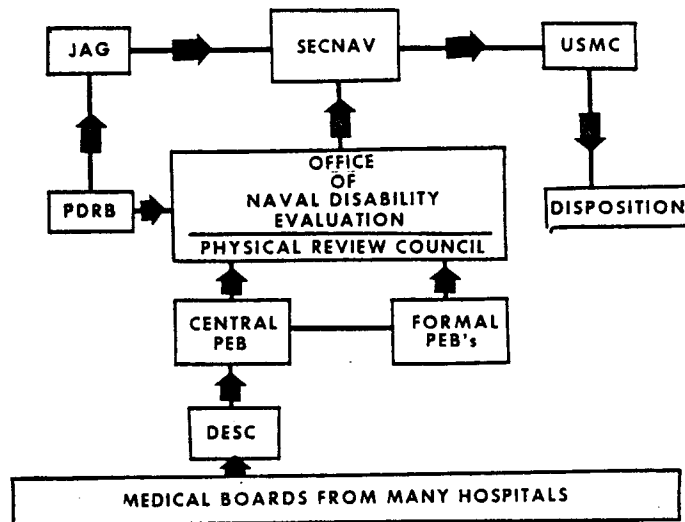 JAG
SECNAV
USMC
OFFICE
OF
NAVAL DISABILITY
EVALUATION
PHYSICAL REVIEW COUNCIL
PDRB
DISPOSITION
CENTRAL
PEB
FORMAL
PEB's
DESC
MEDICAL BOARDS FROM MANY HOSPITALS